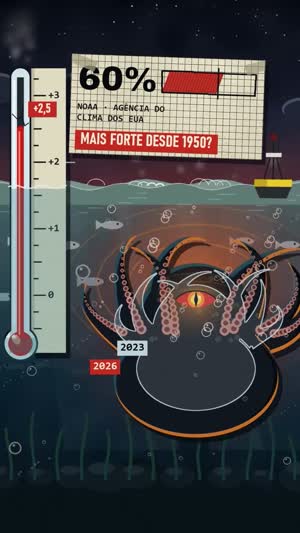 60%
NOAA - AGÊNCIA DO
CLIMA DOS EUA
MAIS FORTE DESDE 1950?
+3
+2,5
+2
+1
0
2023
2026